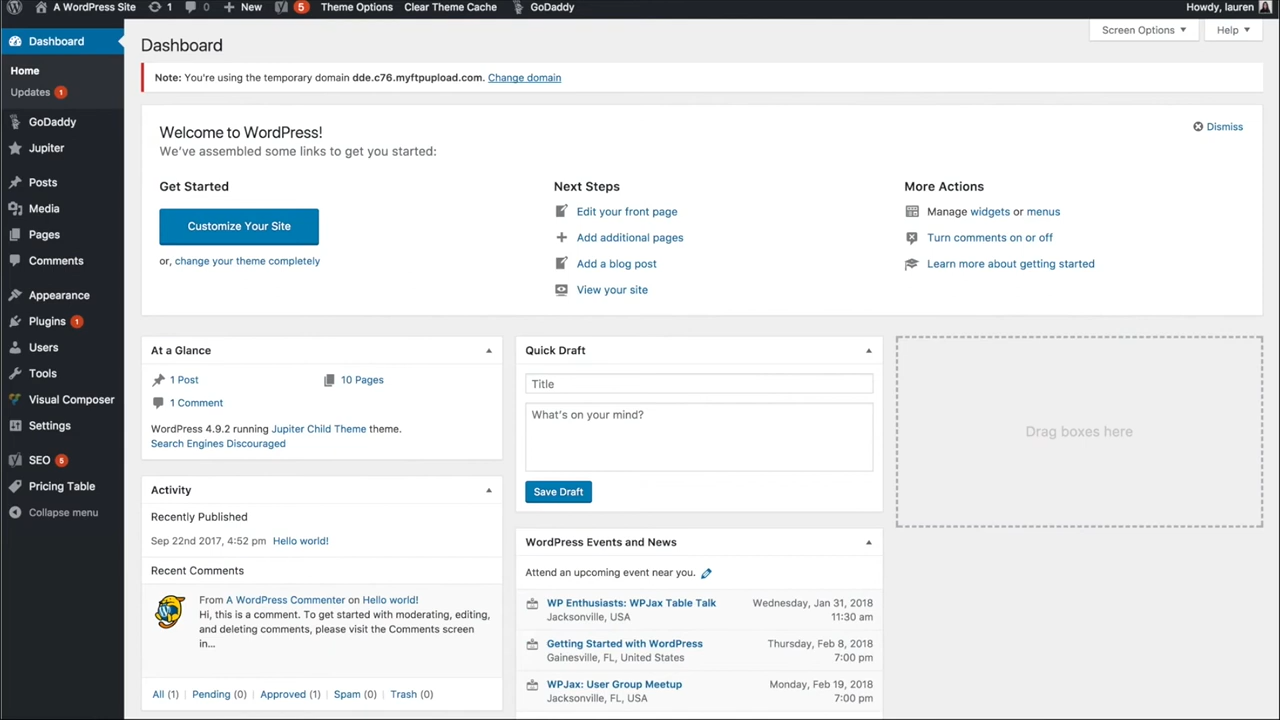 A WordPress Site 1 0 New 5 Theme Options Clear Theme Cache GoDaddy Howdy, lauren
Dashboard
Home
Updates 1
GoDaddy
Jupiter
Posts
Media
Pages
Comments
Appearance
Plugins 1
Users
Tools
Visual Composer
Settings
SEO 5
Pricing Table
Collapse menu
Dashboard
Screen Options Help
Note: You're using the temporary domain dde.c76.myftpupload.com. Change domain
Welcome to WordPress!
We've assembled some links to get you started:
Dismiss
Get Started
Customize Your Site
or, change your theme completely
Next Steps
Edit your front page
Add additional pages
Add a blog post
View your site
More Actions
Manage widgets or menus
Turn comments on or off
Learn more about getting started
At a Glance
1 Post 10 Pages
1 Comment
WordPress 4.9.2 running Jupiter Child Theme theme.
Search Engines Discouraged
Activity
Recently Published
Sep 22nd 2017, 4:52 pm Hello world!
Recent Comments
From A WordPress Commenter on Hello world!
Hi, this is a comment. To get started with moderating, editing,
and deleting comments, please visit the Comments screen
in...
All (1) | Pending (0) | Approved (1) | Spam (0) | Trash (0)
Quick Draft
Title
What's on your mind?
Save Draft
WordPress Events and News
Attend an upcoming event near you.
WP Enthusiasts: WPJax Table Talk Wednesday, Jan 31, 2018
Jacksonville, USA 11:30 am
Getting Started with WordPress Thursday, Feb 8, 2018
Gainesville, FL, United States 7:00 pm
WPJax: User Group Meetup Monday, Feb 19, 2018
Jacksonville, FL, USA 7:00 pm
Drag boxes here